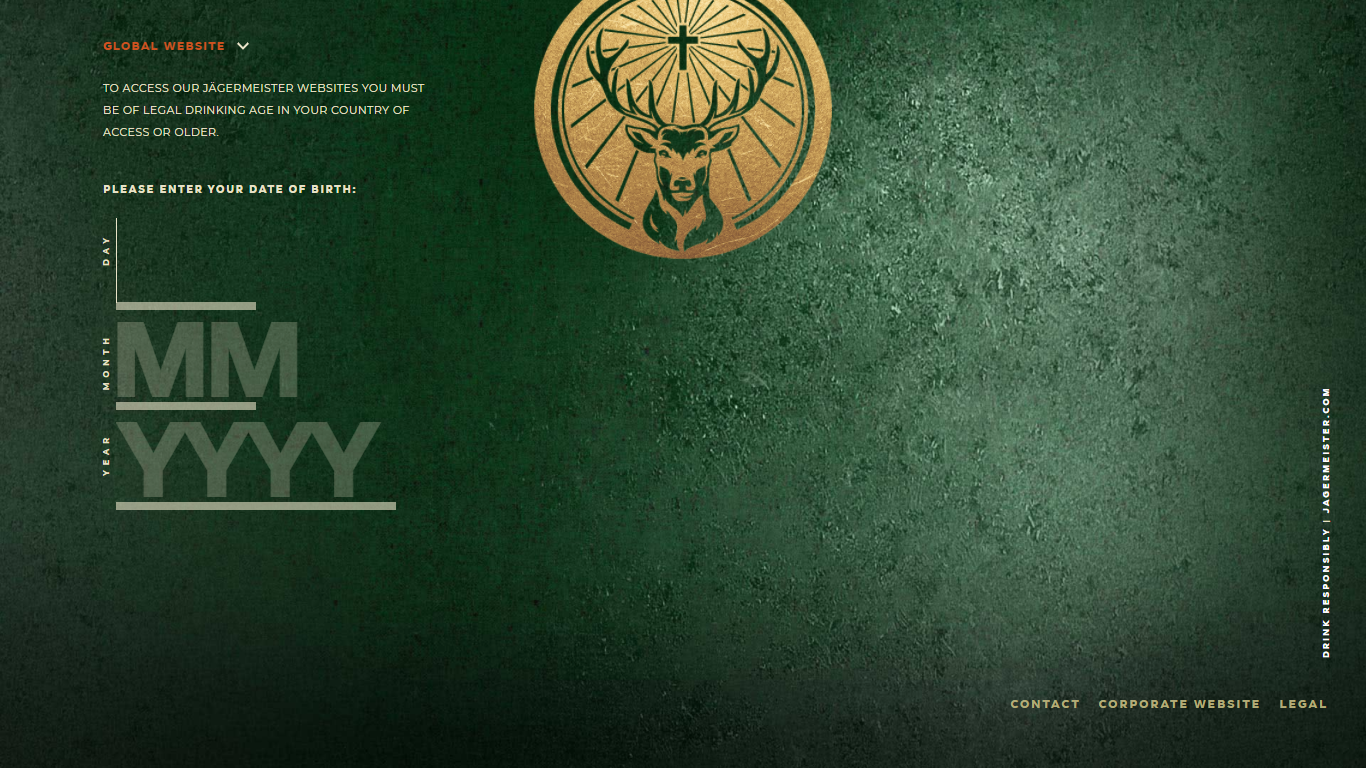 GLOBAL WEBSITE
TO ACCESS OUR JÄGERMEISTER WEBSITES YOU MUST
BE OF LEGAL DRINKING AGE IN YOUR COUNTRY OF
ACCESS OR OLDER.
PLEASE ENTER YOUR DATE OF BIRTH:
DAY
MONTH
MM
YEAR
YYYY
DRINK RESPONSIBLY | JAGERMEISTER.COM
CONTACT CORPORATE WEBSITE LEGAL